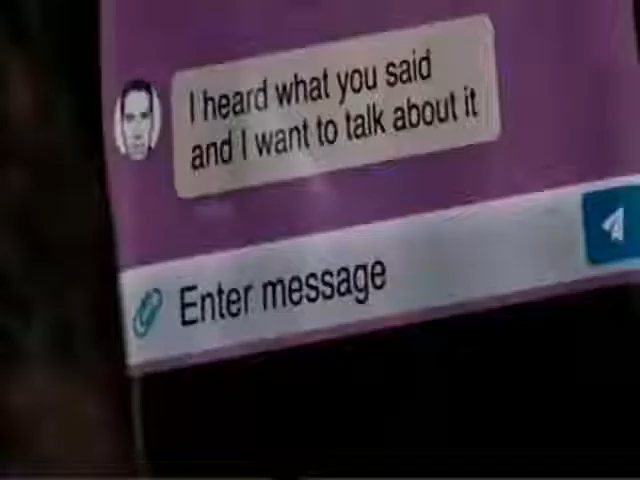 I heard what you said
and I want to talk about it
Enter message